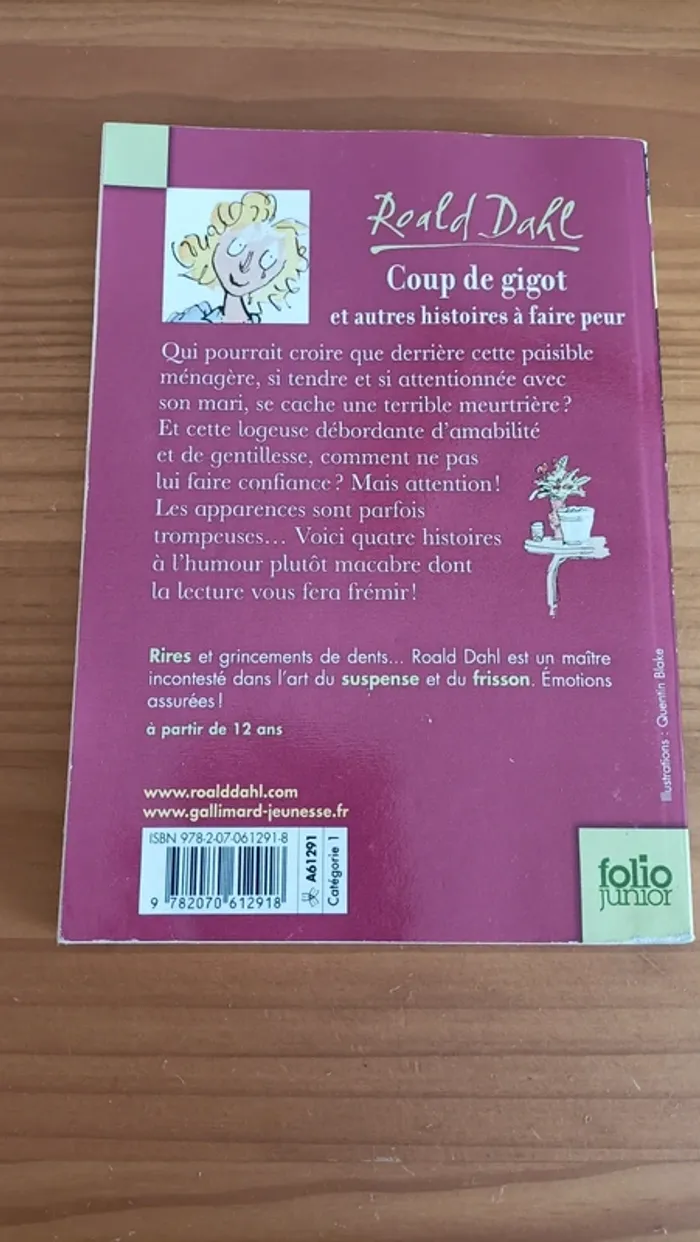 Roald Dahl
Coup de gigot
et autres histoires à faire peur
Qui pourrait croire que derrière cette paisible
ménagère, si tendre et si attentionnée avec
son mari, se cache une terrible meurtrière ?
Et cette logeuse débordante d'amabilité
et de gentillesse, comment ne pas
lui faire confiance ? Mais attention !
Les apparences sont parfois
trompeuses... Voici quatre histoires
à l'humour plutôt macabre dont
la lecture vous fera frémir !
Rires et grincements de dents... Roald Dahl est un maître
incontesté dans l'art du suspense et du frisson. Émotions
assurées !
à partir de 12 ans
Illustrations : Quentin Blake
www.roalddahl.com
www.gallimard-jeunesse.fr
ISBN 978-2-07-061291-8
9 782070 612918
A61291
Catégorie 1
folio
junior